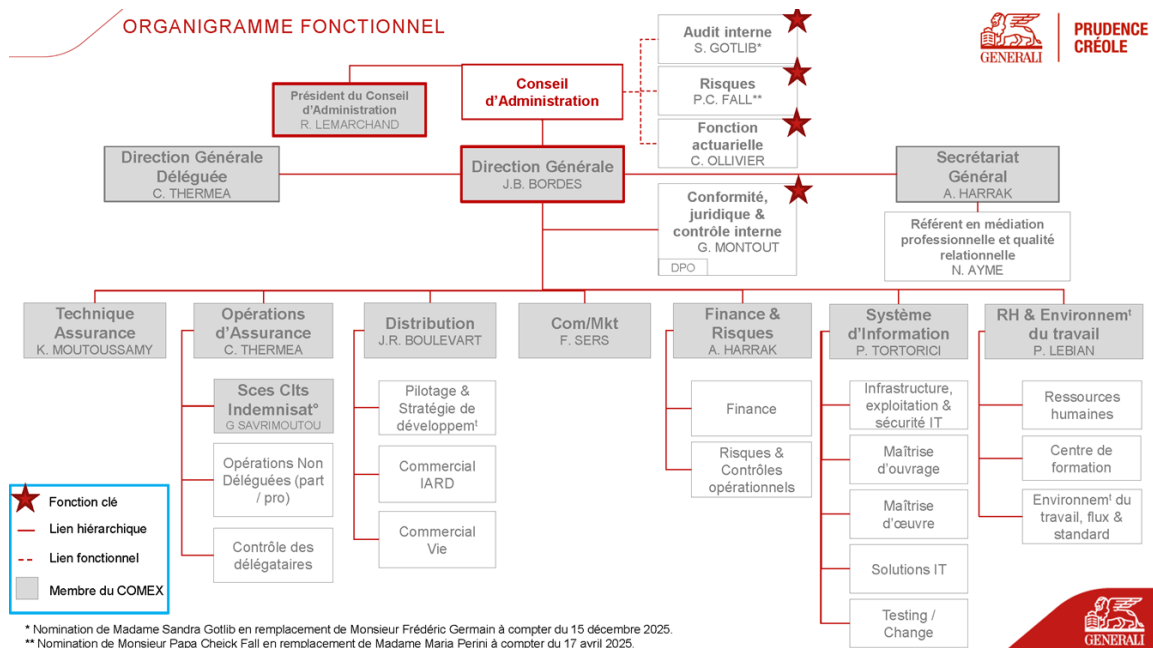 ORGANIGRAMME FONCTIONNEL
GENERALI
PRUDENCE
CRÉOLE
Audit interne
S. GOTLIB*
Conseil
d'Administration
Président du Conseil
d'Administration
R. LEMARCHAND
Risques
P.C. FALL**
Fonction
actuarielle
C. OLLIVIER
Direction Générale
Déléguée
C. THERMEA
Direction Générale
J.B. BORDES
Secrétariat
Général
A. HARRAK
Conformité,
juridique &
contrôle interne
G. MONTOUT
DPO
Référent en médiation
professionnelle et qualité
relationnelle
N. AYME
Technique
Assurance
K. MOUTOUSSAMY
Opérations
d'Assurance
C. THERMEA
Distribution
J.R. BOULEVART
Com/Mkt
F. SERS
Finance &
Risques
A. HARRAK
Système
d'Information
P. TORTORICI
RH & Environnemᵗ
du travail
P. LEBIAN
Sces Clts
Indemnisat°
G SAVRIMOUTOU
Opérations Non
Déléguées (part
/ pro)
Contrôle des
délégataires
Pilotage &
Stratégie de
développemᵗ
Commercial
IARD
Commercial
Vie
Finance
Risques &
Contrôles
opérationnels
Infrastructure,
exploitation &
sécurité IT
Maîtrise
d'ouvrage
Maîtrise
d'œuvre
Solutions IT
Testing /
Change
Ressources
humaines
Centre de
formation
Environnemᵗ du
travail, flux &
standard
Fonction clé
Lien hiérarchique
Lien fonctionnel
Membre du COMEX
* Nomination de Madame Sandra Gotlib en remplacement de Monsieur Frédéric Germain à compter du 15 décembre 2025.
** Nomination de Monsieur Papa Cheick Fall en remplacement de Madame Maria Perini à compter du 17 avril 2025.
GENERALI